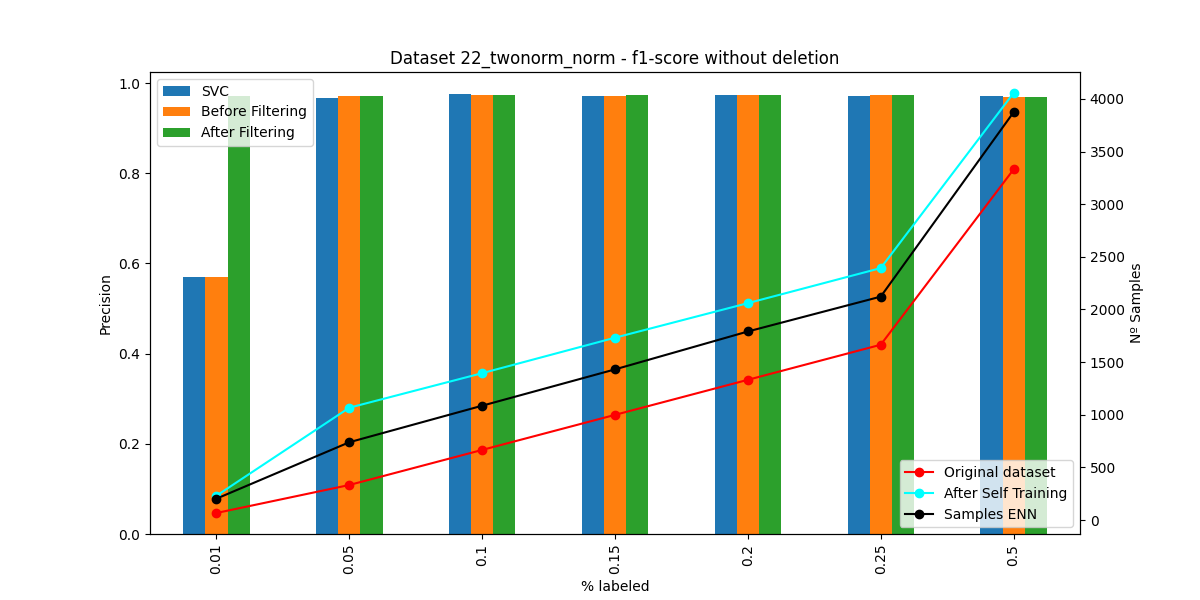 Dataset 22_twonorm_norm - f1-score without deletion
SVC
Before Filtering
After Filtering
1.0
0.8
0.6
0.4
0.2
0.0
Precision
4000
3500
3000
2500
2000
1500
1000
500
0
Nº Samples
Original dataset
After Self Training
Samples ENN
0.01
0.05
0.1
0.15
0.2
0.25
0.5
% labeled